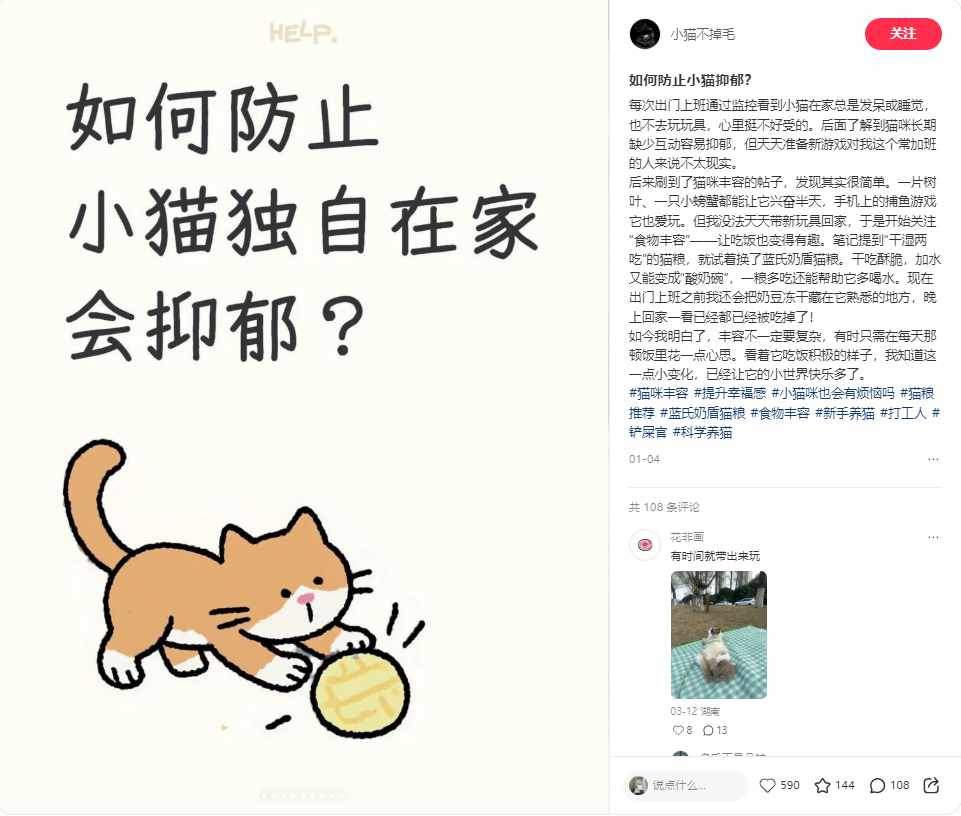 HELP.
如何防止
小猫独自在家
会抑郁？
小猫不掉毛
关注
如何防止小猫抑郁？
每次出门上班通过监控看到小猫在家总是发呆或睡觉，
也不去玩玩具，心里挺不好受的。后面了解到猫咪长期
缺少互动容易抑郁，但天天准备新游戏对我这个常加班
的人来说不太现实。
后来刷到了猫咪丰容的帖子，发现其实很简单。一片树
叶、一只小螃蟹都能让它兴奋半天，手机上的捕鱼游戏
它也爱玩。但我没法天天带新玩具回家，于是开始关注
“食物丰容”——让吃饭也变得有趣。笔记提到“干湿两
吃”的猫粮，就试着换了蓝氏奶盾猫粮。干吃酥脆，加水
又能变成“酸奶碗”，一粮多吃还能帮助它多喝水。现在
出门上班之前我还会把奶豆冻干藏在它熟悉的地方，晚
上回家一看已经都已经被吃掉了！
如今我明白了，丰容不一定要复杂，有时只需在每天那
顿饭里花一点心思。看着它吃饭积极的样子，我知道这
一点小变化，已经让它的小世界快乐多了。
#猫咪丰容 #提升幸福感 #小猫咪也会有烦恼吗 #猫粮
推荐 #蓝氏奶盾猫粮 #食物丰容 #新手养猫 #打工人 #
铲屎官 #科学养猫
01-04
共 108 条评论
花非画
有时间就带出来玩
03-12 湖南
8 13
说点什么...
590 144 108